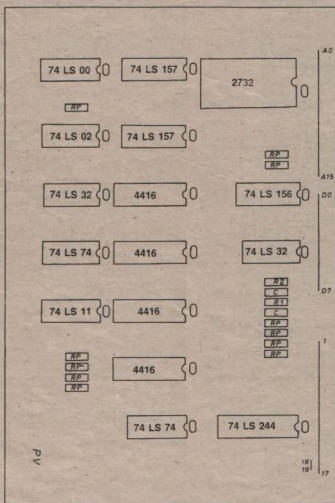 A0
74 LS 00 74 LS 157 2732
RP
74 LS 02 74 LS 157
RP
RP
A15
74 LS 32 4416 74 LS 156 D0
74 LS 74 4416 74 LS 32
R2
C
D7
R1
74 LS 11 4416 C
RP
RP
RP
RP
1
RP
RP
RP
RP
4416
74 LS 74 74 LS 244
PV
18
19
17